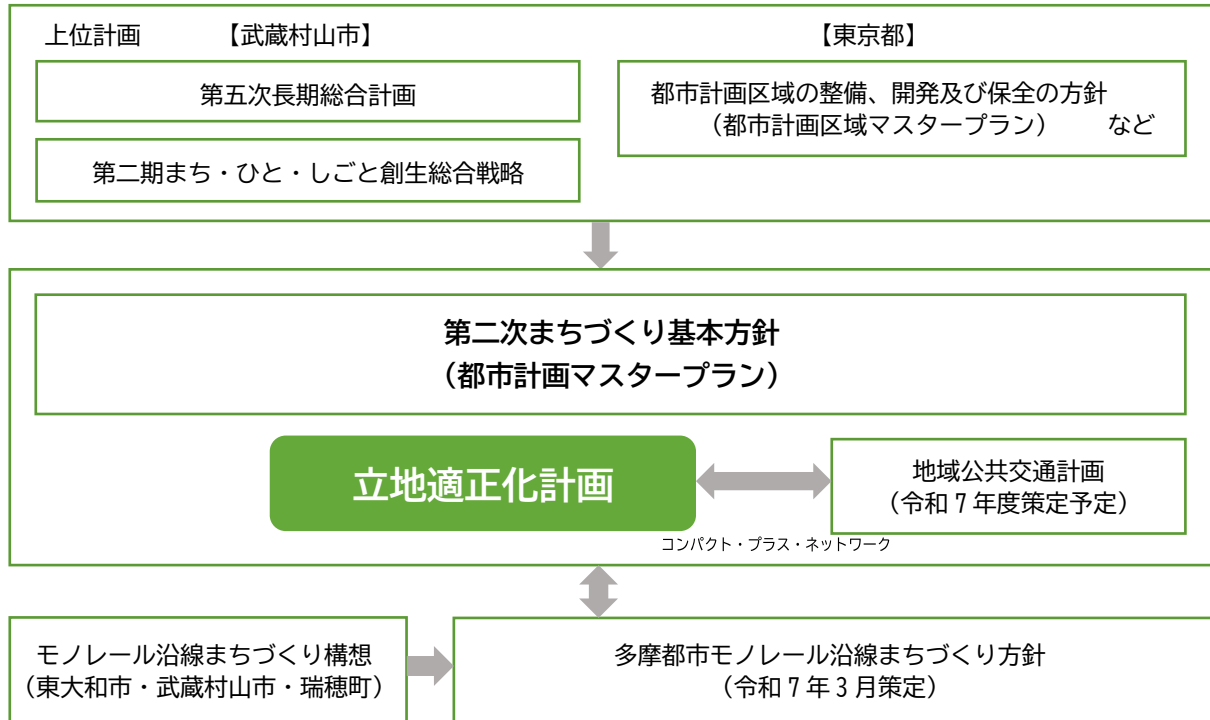 上位計画 【武蔵村山市】
第五次長期総合計画
第二期まち・ひと・しごと創生総合戦略
【東京都】
都市計画区域の整備、開発及び保全の方針
（都市計画区域マスタープラン） など
第二次まちづくり基本方針
（都市計画マスタープラン）
立地適正化計画
地域公共交通計画
（令和７年度策定予定）
コンパクト・プラス・ネットワーク
モノレール沿線まちづくり構想
（東大和市・武蔵村山市・瑞穂町）
多摩都市モノレール沿線まちづくり方針
（令和７年３月策定）